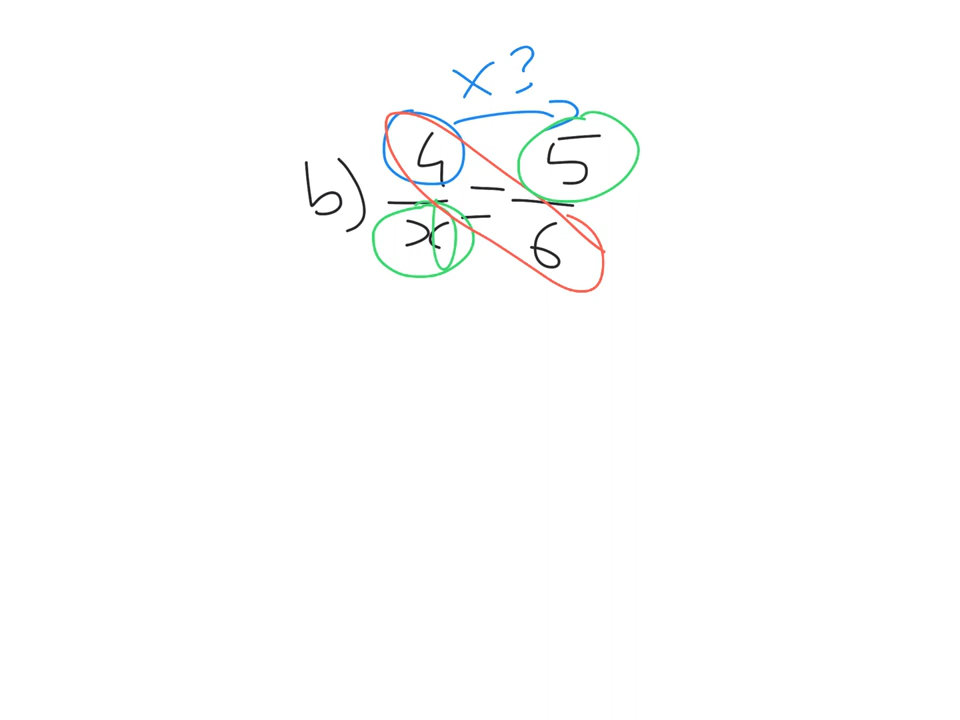 x ?
b) 4/x = 5/6